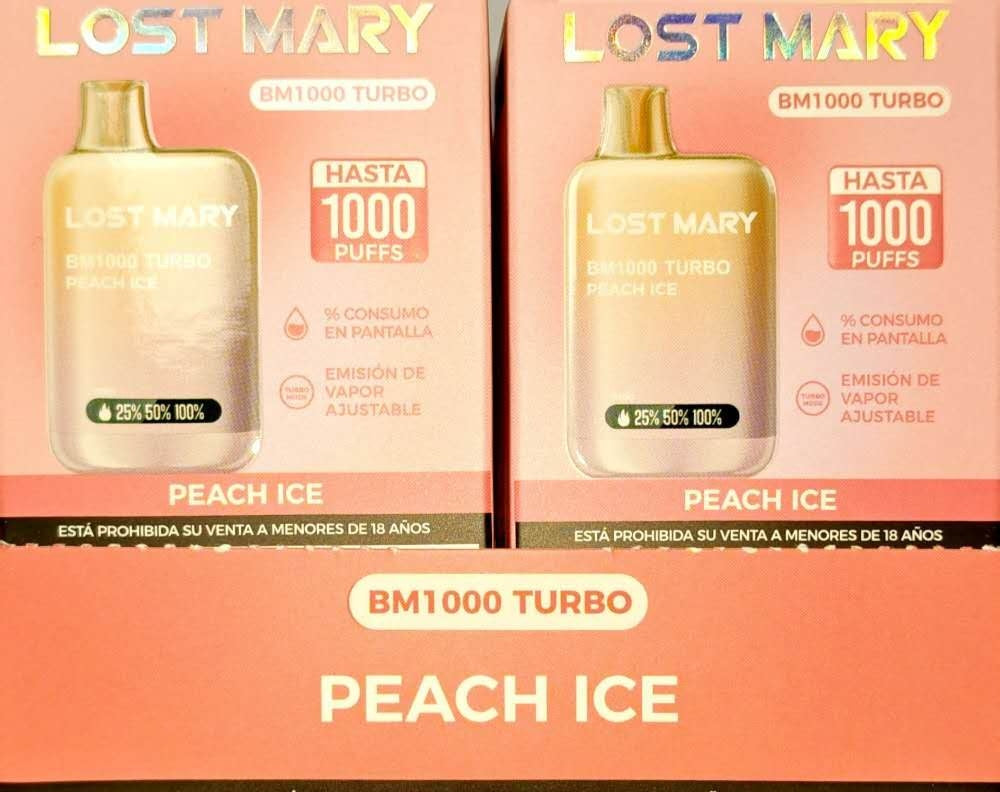 LOST MARY
BM1000 TURBO
HASTA
1000
PUFFS
LOST MARY
BM1000 TURBO
PEACH ICE
% CONSUMO
EN PANTALLA
TURBO
MODE
EMISIÓN DE
VAPOR
AJUSTABLE
25% 50% 100%
PEACH ICE
ESTÁ PROHIBIDA SU VENTA A MENORES DE 18 AÑOS
LOST MARY
BM1000 TURBO
HASTA
1000
PUFFS
LOST MARY
BM1000 TURBO
PEACH ICE
% CONSUMO
EN PANTALLA
TURBO
MODE
EMISIÓN DE
VAPOR
AJUSTABLE
25% 50% 100%
PEACH ICE
ESTÁ PROHIBIDA SU VENTA A MENORES DE 18 AÑOS
BM1000 TURBO
PEACH ICE